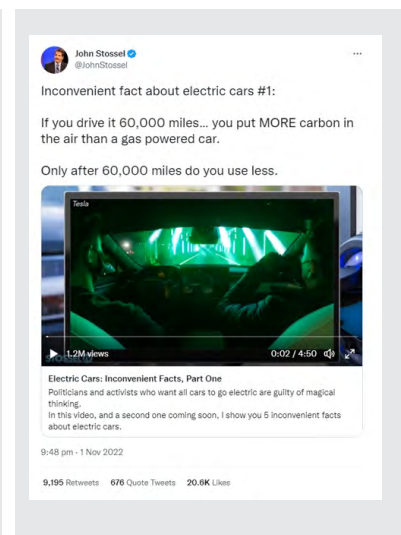 John Stossel
@JohnStossel
Inconvenient fact about electric cars #1:
If you drive it 60,000 miles... you put MORE carbon in
the air than a gas powered car.
Only after 60,000 miles do you use less.
Tesla
1.2M views
0:02 / 4:50
Electric Cars: Inconvenient Facts, Part One
Politicians and activists who want all cars to go electric are guilty of magical
thinking.
In this video, and a second one coming soon, I show you 5 inconvenient facts
about electric cars.
9:48 pm · 1 Nov 2022
9,195 Retweets 676 Quote Tweets 20.6K Likes